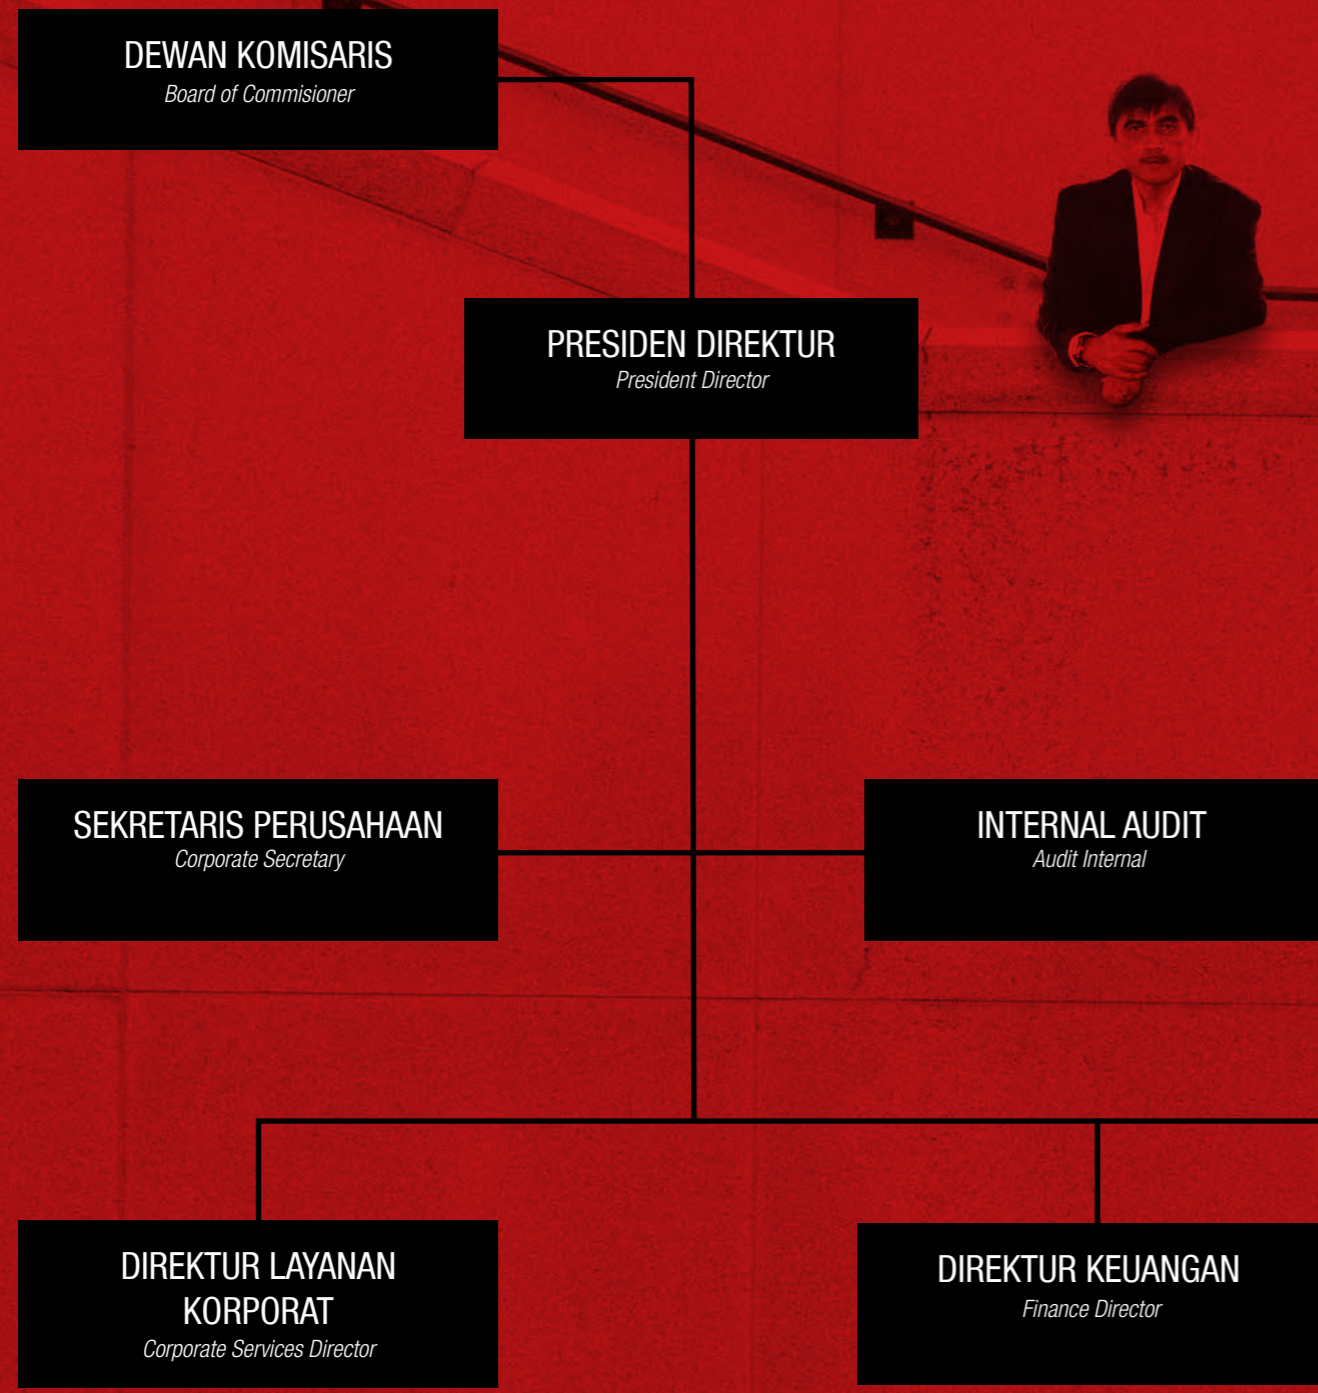 DEWAN KOMISARIS
Board of Commisioner
PRESIDEN DIREKTUR
President Director
SEKRETARIS PERUSAHAAN
Corporate Secretary
INTERNAL AUDIT
Audit Internal
DIREKTUR LAYANAN
KORPORAT
Corporate Services Director
DIREKTUR KEUANGAN
Finance Director